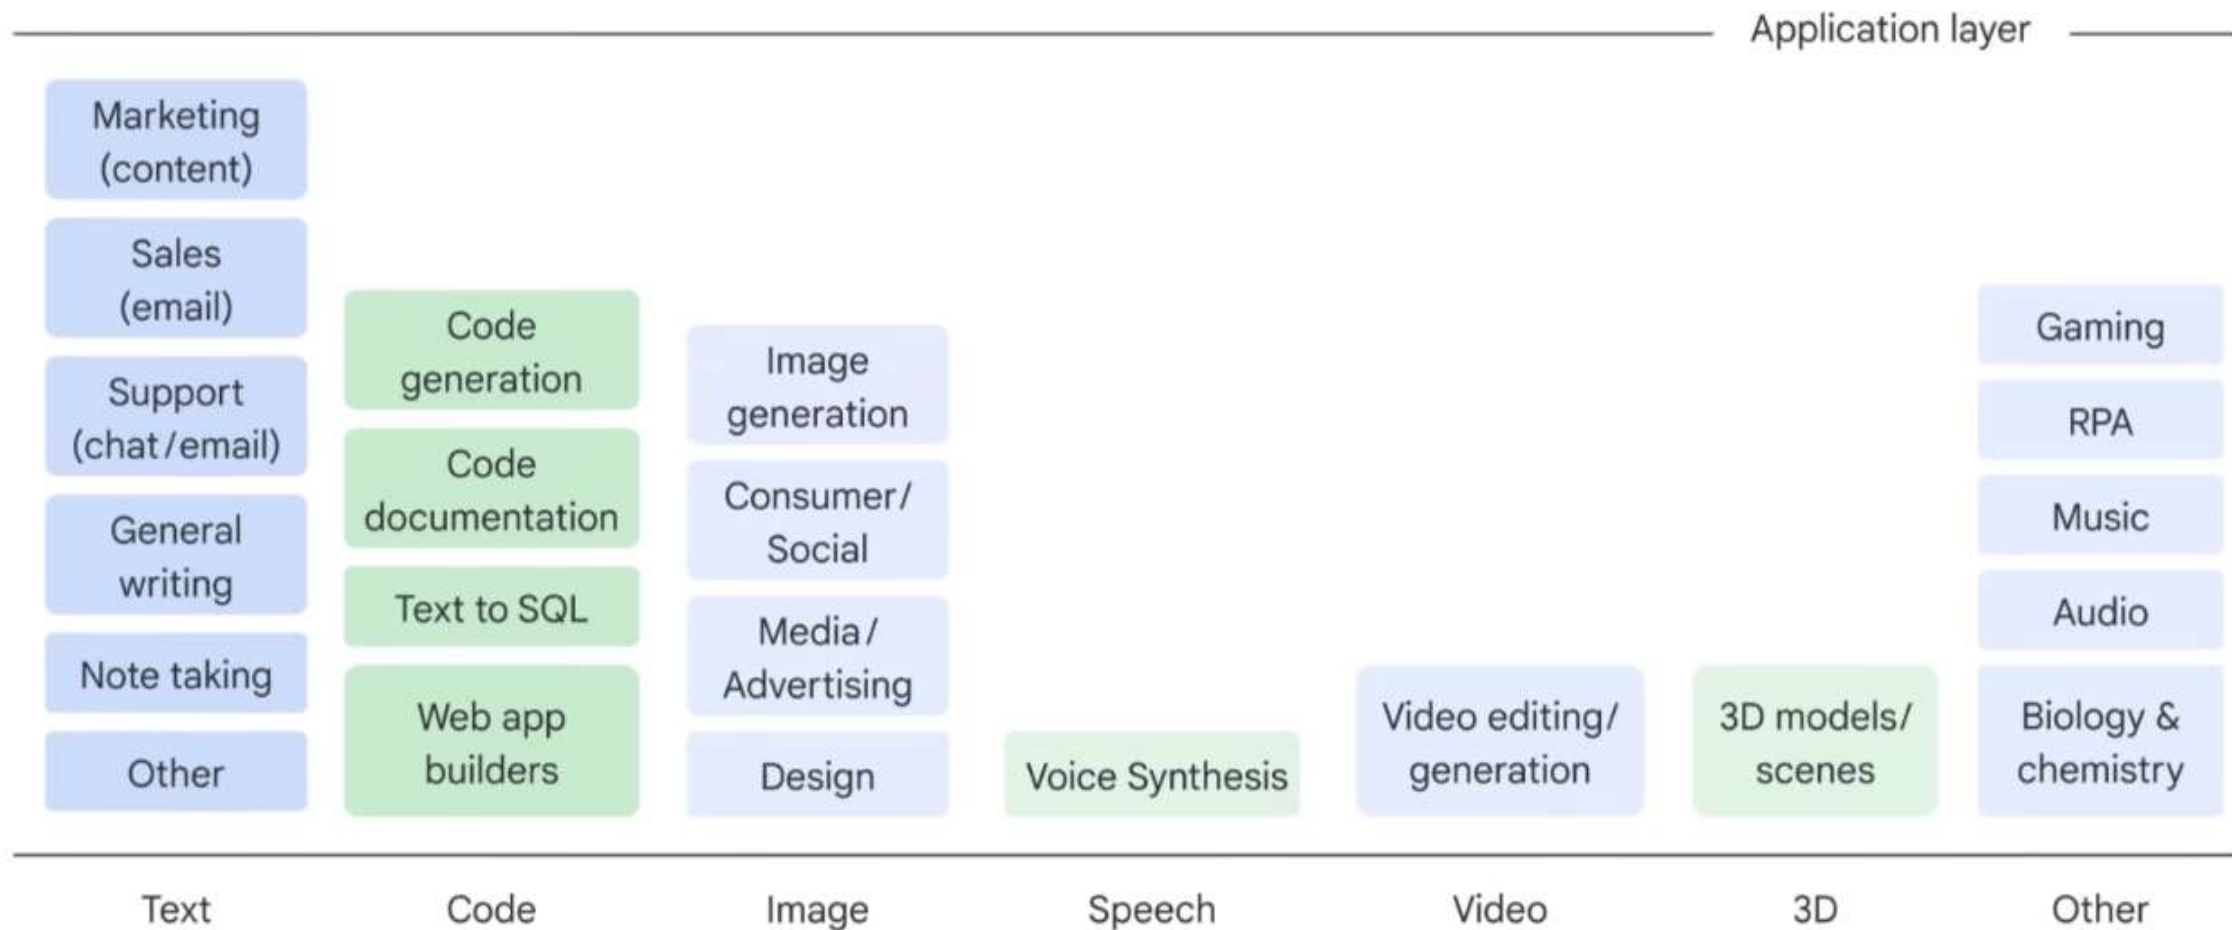 Application layer
Marketing
(content)
Sales
(email)
Support
(chat/email)
General
writing
Note taking
Other
Code
generation
Code
documentation
Text to SQL
Web app
builders
Image
generation
Consumer/
Social
Media/
Advertising
Design
Voice Synthesis
Video editing/
generation
3D models/
scenes
Gaming
RPA
Music
Audio
Biology &
chemistry
Text
Code
Image
Speech
Video
3D
Other